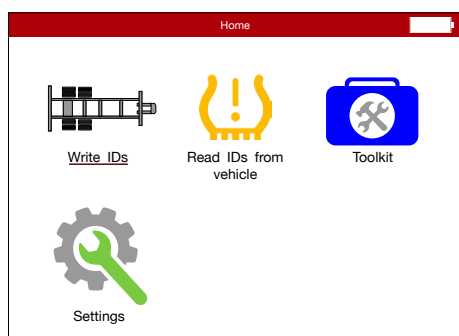 Home
Write IDs
Read IDs from
vehicle
Toolkit
Settings